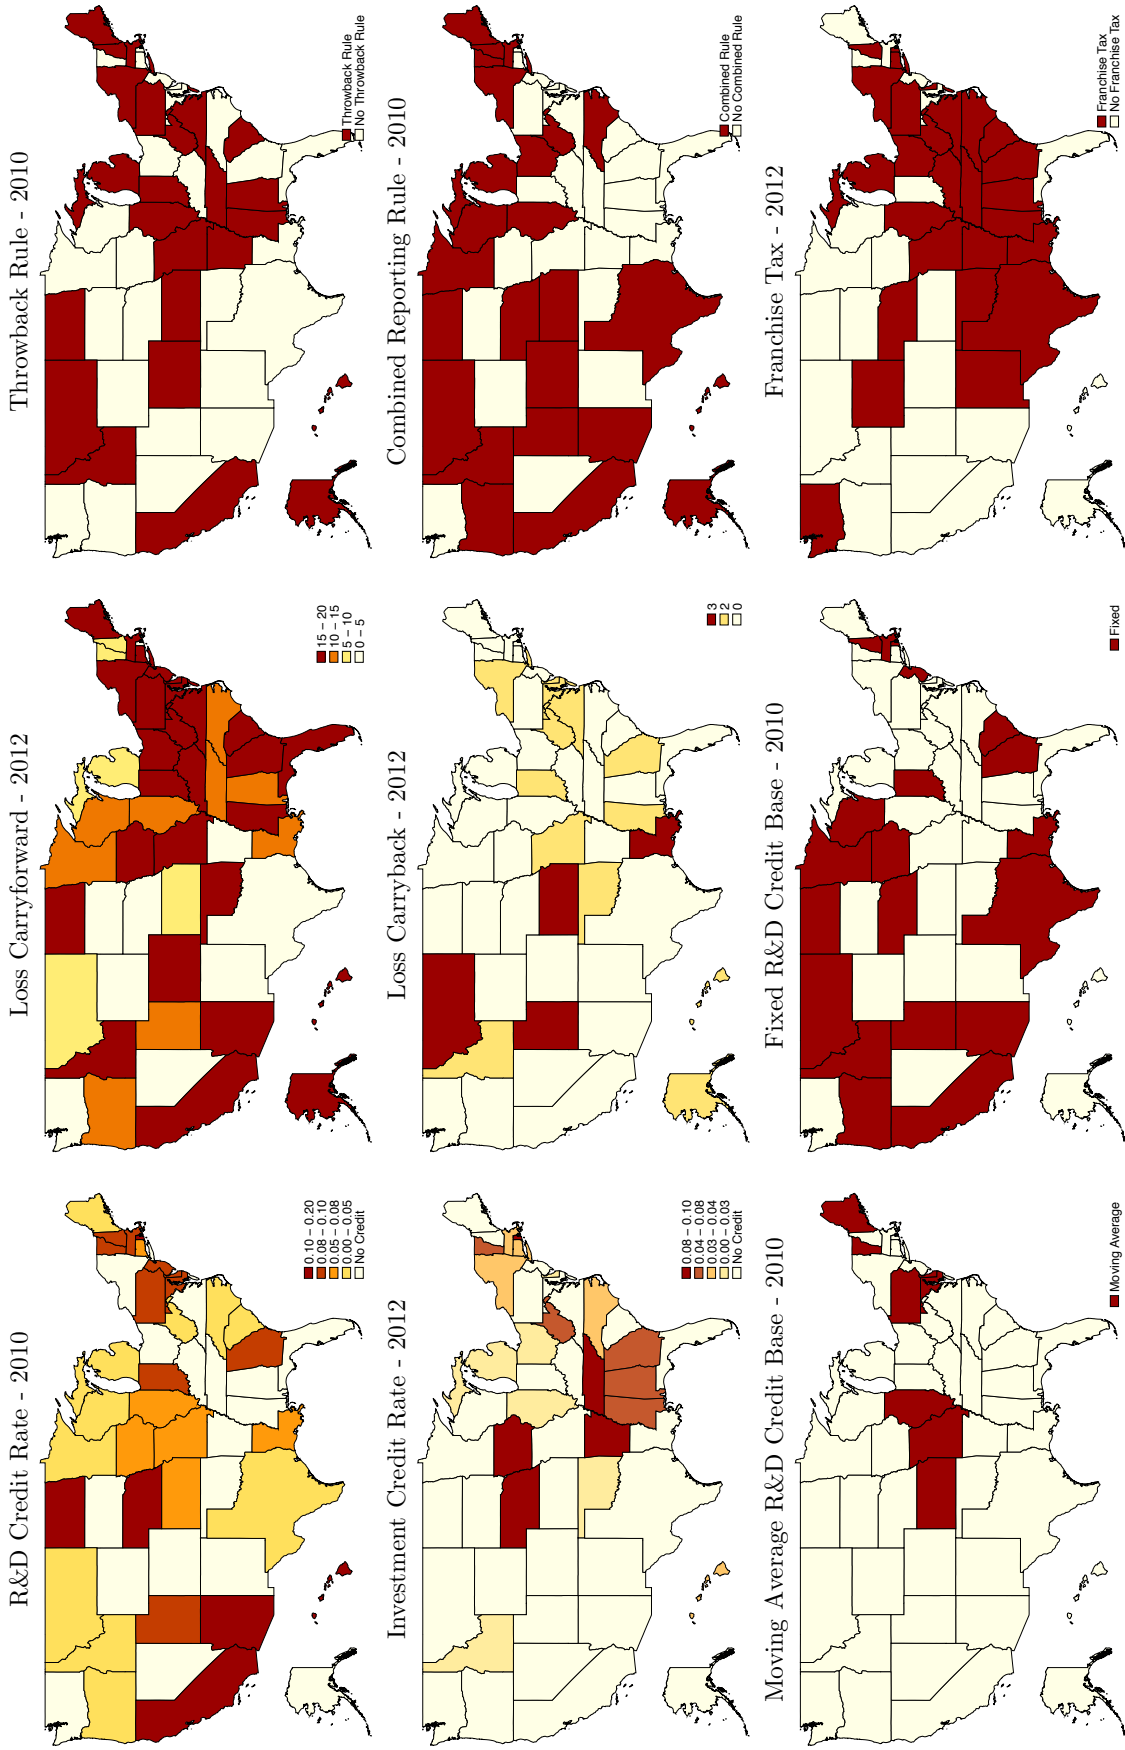 R&D Credit Rate - 2010
0.10 – 0.20
0.08 – 0.10
0.05 – 0.08
0.00 – 0.05
No Credit
Loss Carryforward - 2012
15 – 20
10 – 15
5 – 10
0 – 5
Throwback Rule - 2010
Throwback Rule
No Throwback Rule
Investment Credit Rate - 2012
0.08 – 0.10
0.04 – 0.08
0.03 – 0.04
0.00 – 0.03
No Credit
Loss Carryback - 2012
3
2
0
Combined Reporting Rule - 2010
Combined Rule
No Combined Rule
Moving Average R&D Credit Base - 2010
Moving Average
Fixed R&D Credit Base - 2010
Fixed
Franchise Tax - 2012
Franchise Tax
No Franchise Tax